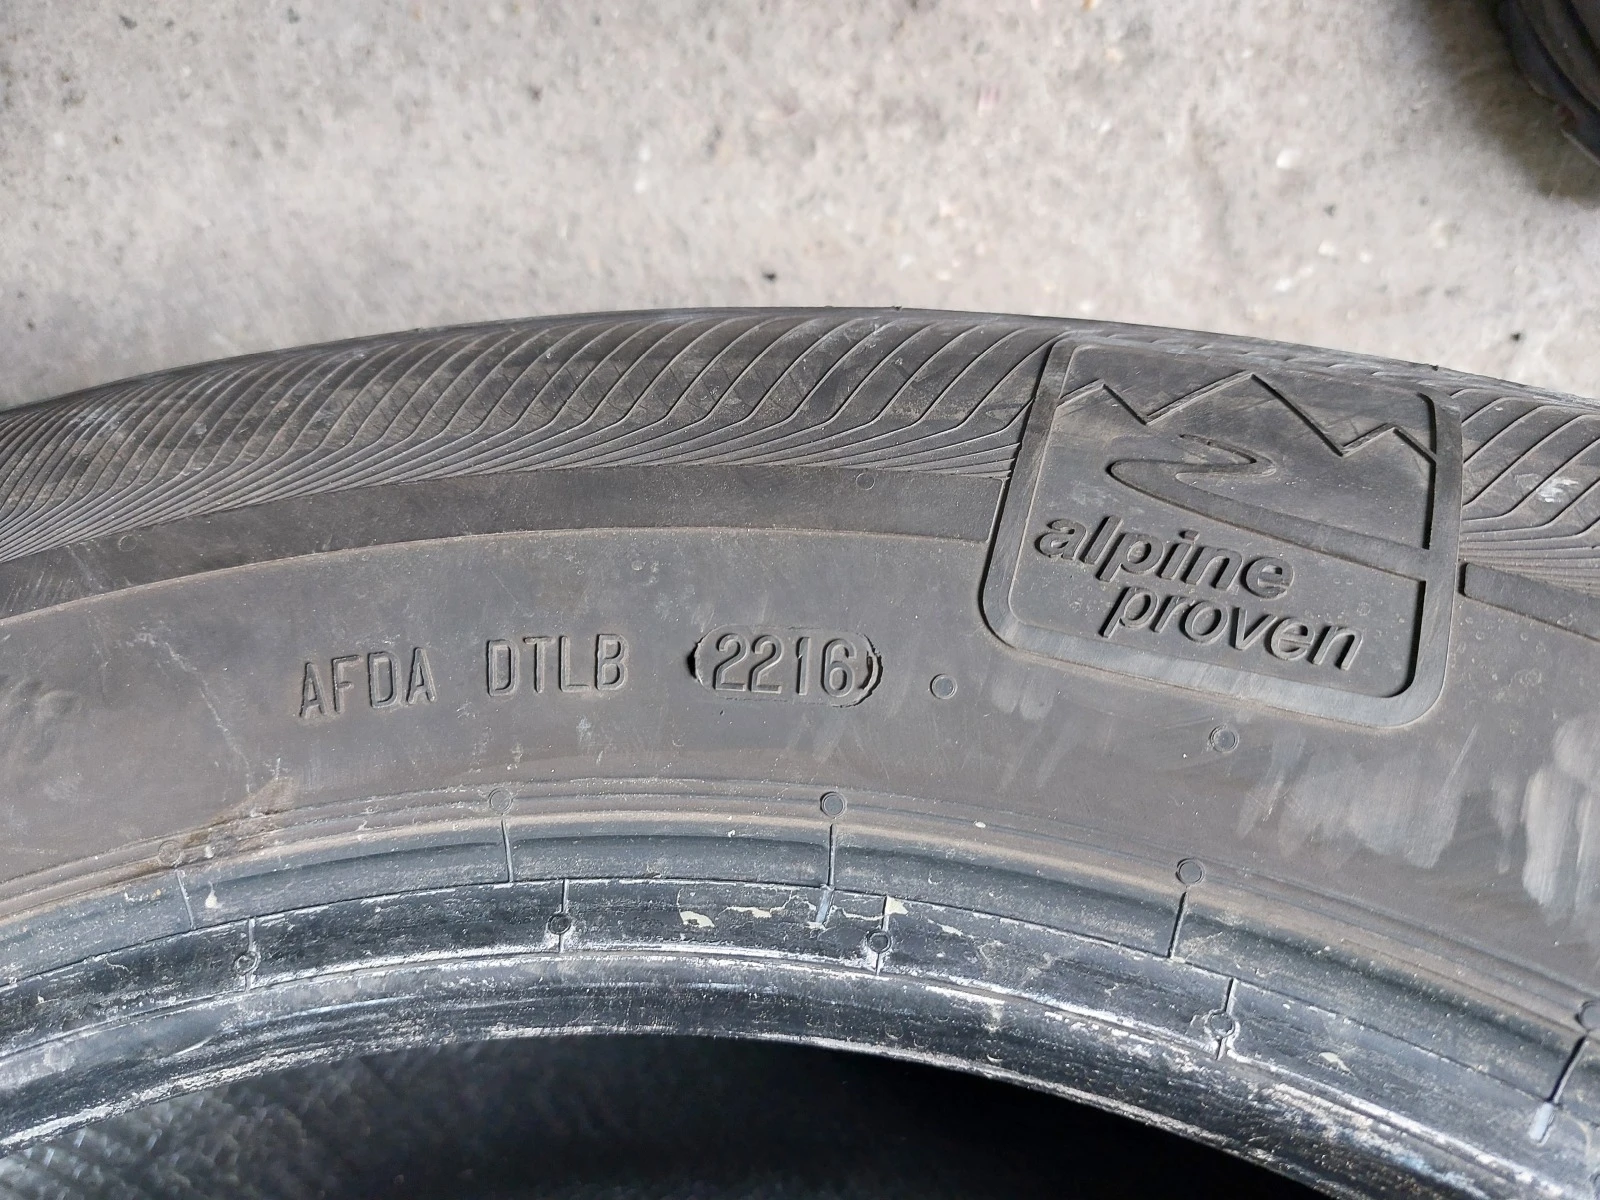 alpine
proven
AFDA DTLB 2216